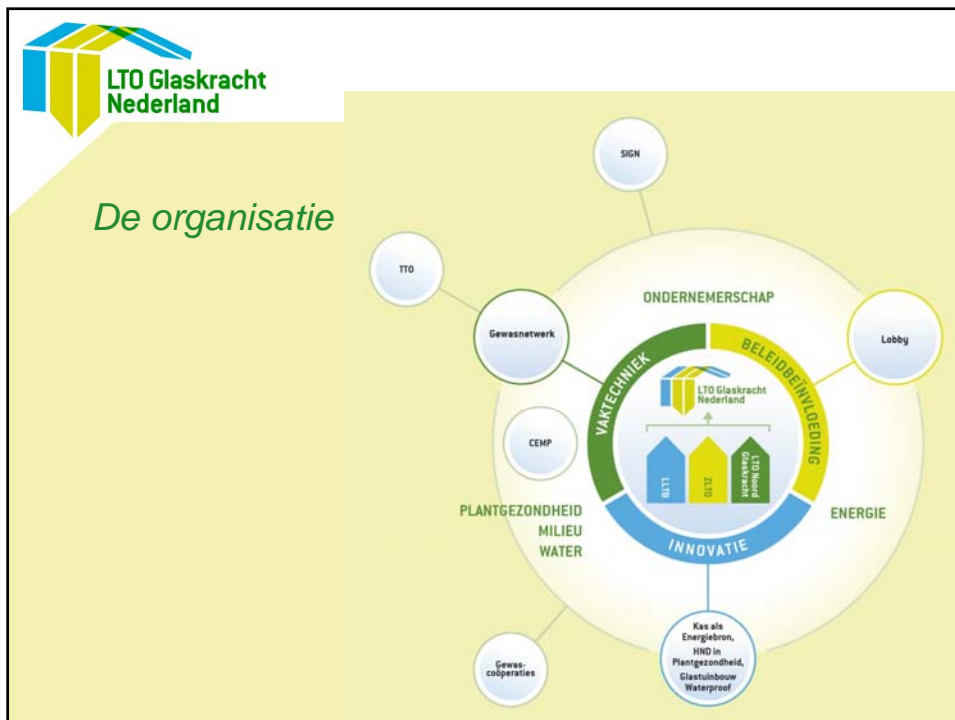 LTO Glaskracht
Nederland
De organisatie
SIGN
TTO
ONDERNEMERSCHAP
Gewasnetwerk
Lobby
VAKTECHNIEK
BELEIDBEÏNVLOEDING
LTO Glaskracht
Nederland
CEMP
LLTB
ZLTO
LTO Noord
Glaskracht
PLANTGEZONDHEID
MILIEU
WATER
ENERGIE
INNOVATIE
Kas als
Energiebron,
HND in
Plantgezondheid,
Glastuinbouw
Waterproof
Gewas-
coöperaties